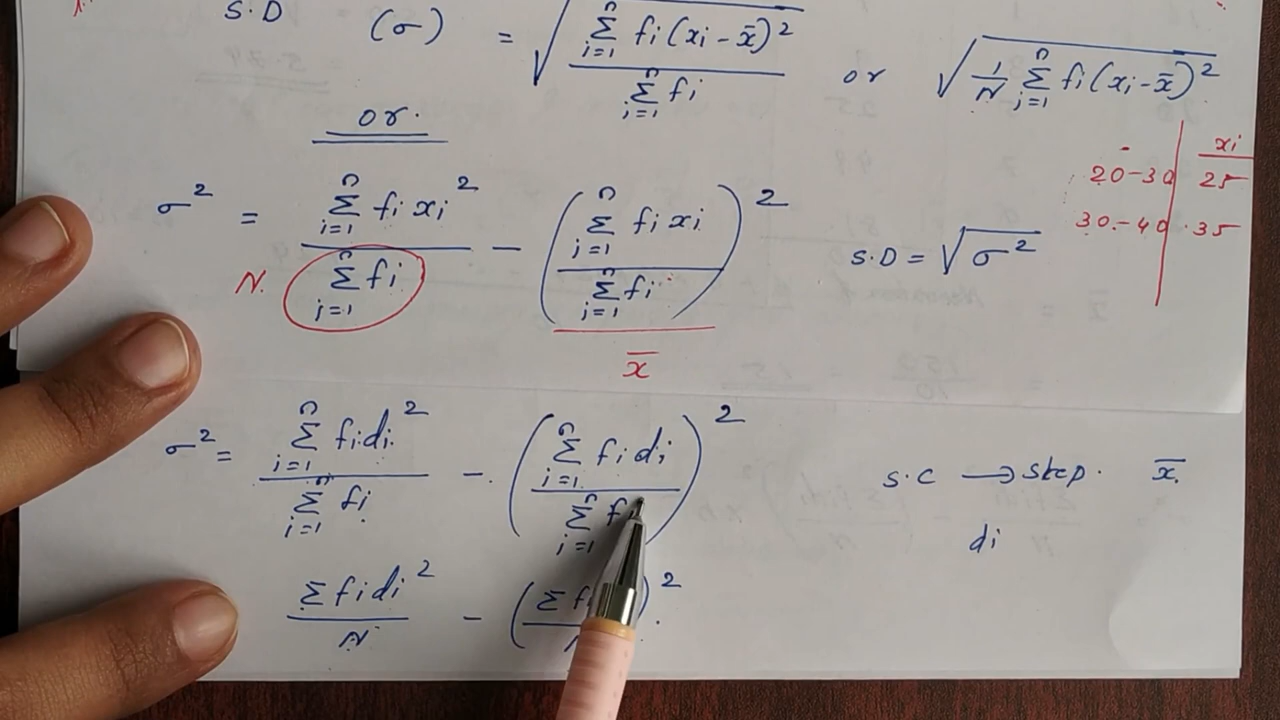 S.D (σ) = √(Σ_{i=1}^{n} fi (xi - x̄)² / Σ_{i=1}^{n} fi) or √(1/N Σ_{i=1}^{n} fi (xi - x̄)²)
or.
xi
20-30 25
30-40 35
σ² = Σ_{i=1}^{n} fi xi² / Σ_{i=1}^{n} fi - (Σ_{i=1}^{n} fi xi / Σ_{i=1}^{n} fi)² S.D = √σ²
N.
x̄
σ² = Σ_{i=1}^{n} fi di² / Σ_{i=1}^{n} fi - (Σ_{i=1}^{n} fi di / Σ_{i=1}^{n} f)² S.C → Step. x̄.
di
Σ fi di² / N - (Σ f)²